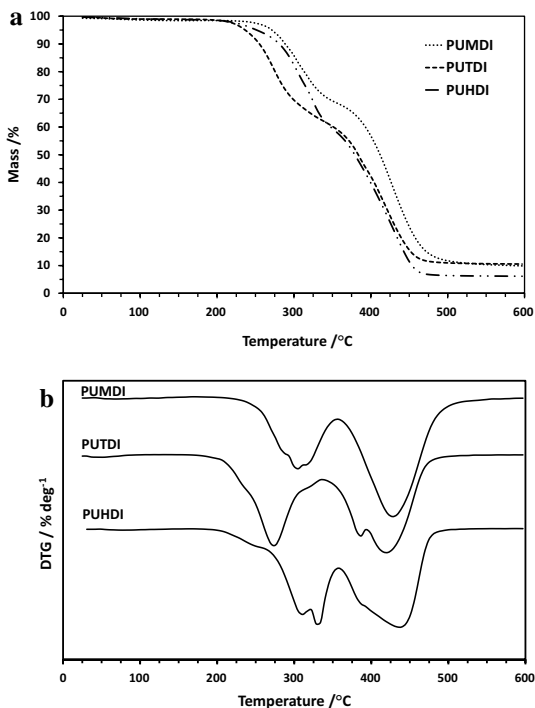 a
100
90
80
70
60
50
40
30
20
10
0
Mass /%
PUMDI
PUTDI
PUHDI
0 100 200 300 400 500 600
Temperature /°C
b
PUMDI
PUTDI
PUHDI
DTG / % deg⁻¹
0 100 200 300 400 500 600
Temperature /°C